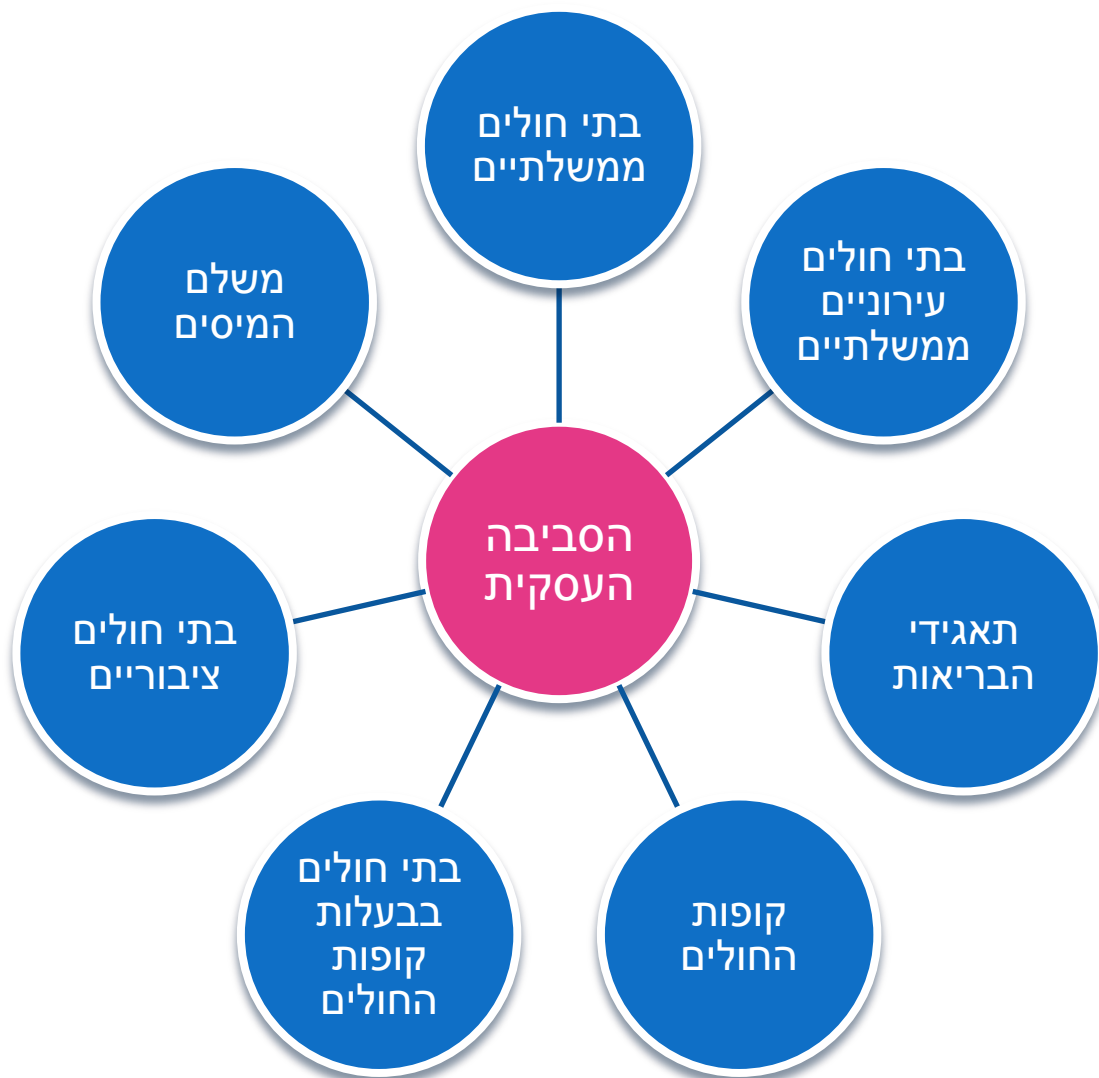 בתי חולים
ממשלתיים
בתי חולים
עירוניים
ממשלתיים
תאגידי
הבריאות
קופות
החולים
בתי חולים
בבעלות
קופות
החולים
בתי חולים
ציבוריים
משלם
המיסים
הסביבה
העסקית